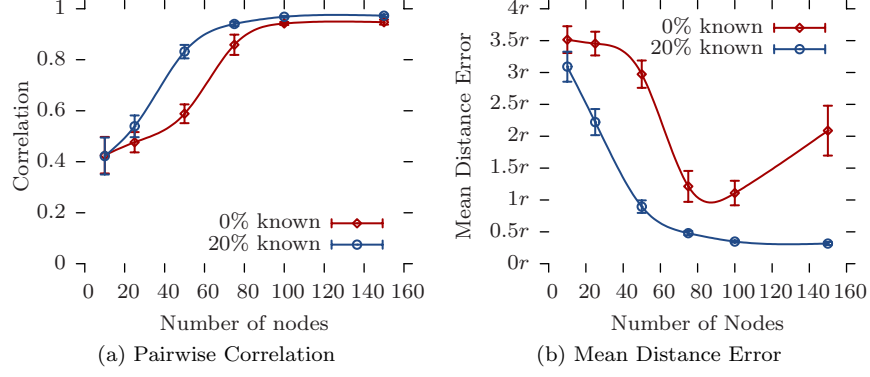 1
0.8
0.6
0.4
0.2
0
Correlation
0% known
20% known
0 20 40 60 80 100 120 140 160
Number of nodes
(a) Pairwise Correlation
4r
3.5r
3r
2.5r
2r
1.5r
1r
0.5r
0r
Mean Distance Error
0% known
20% known
0 20 40 60 80 100 120 140 160
Number of Nodes
(b) Mean Distance Error